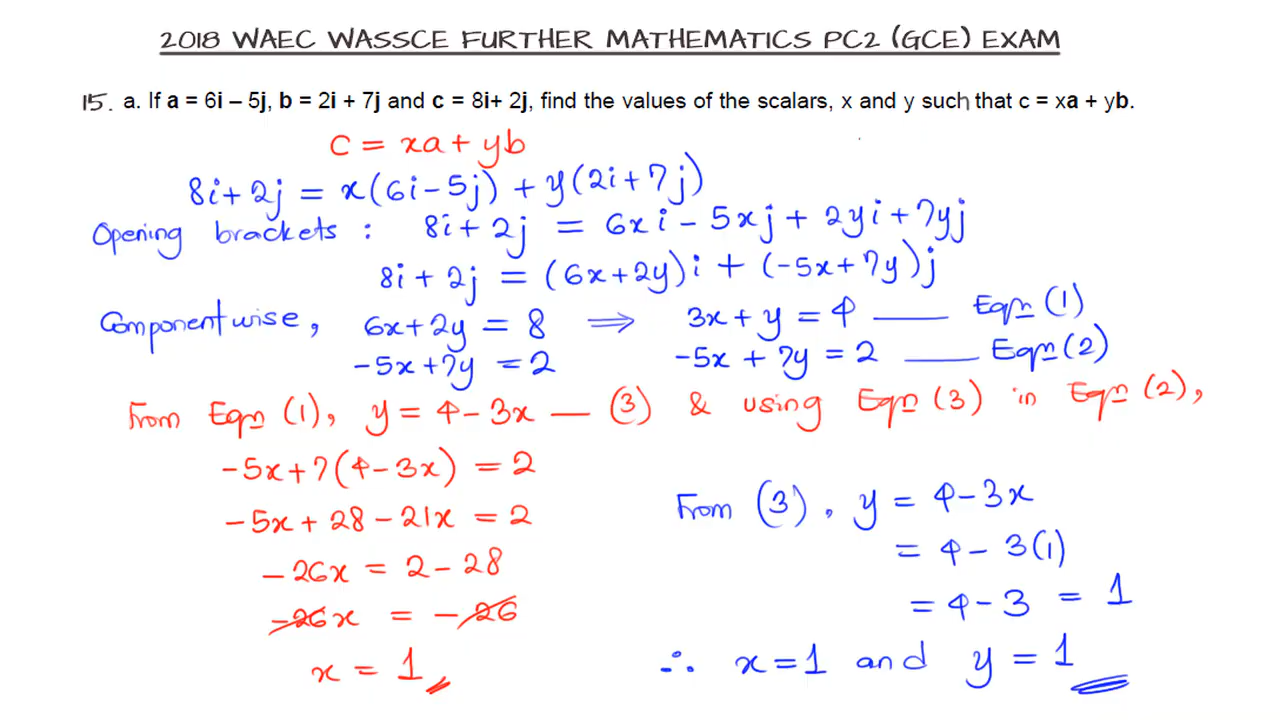 2018 WAEC WASSCE FURTHER MATHEMATICS PC2 (GCE) EXAM
15. a. If a = 6i – 5j, b = 2i + 7j and c = 8i+ 2j, find the values of the scalars, x and y such that c = xa + yb.
c = xa + yb
8i + 2j = x(6i - 5j) + y(2i + 7j)
Opening brackets : 8i + 2j = 6xi - 5xj + 2yi + 7yj
8i + 2j = (6x+2y)i + (-5x+7y)j
Componentwise, 6x+2y = 8 ⟹ 3x + y = 4 — Eqn (1)
-5x+7y = 2 -5x + 7y = 2 — Eqn (2)
From Eqn (1), y = 4 - 3x — (3) & using Eqn (3) in Eqn (2),
-5x + 7(4 - 3x) = 2
-5x + 28 - 21x = 2
-26x = 2 - 28
-26x = -26
x = 1
From (3), y = 4 - 3x
= 4 - 3(1)
= 4 - 3 = 1
∴ x = 1 and y = 1